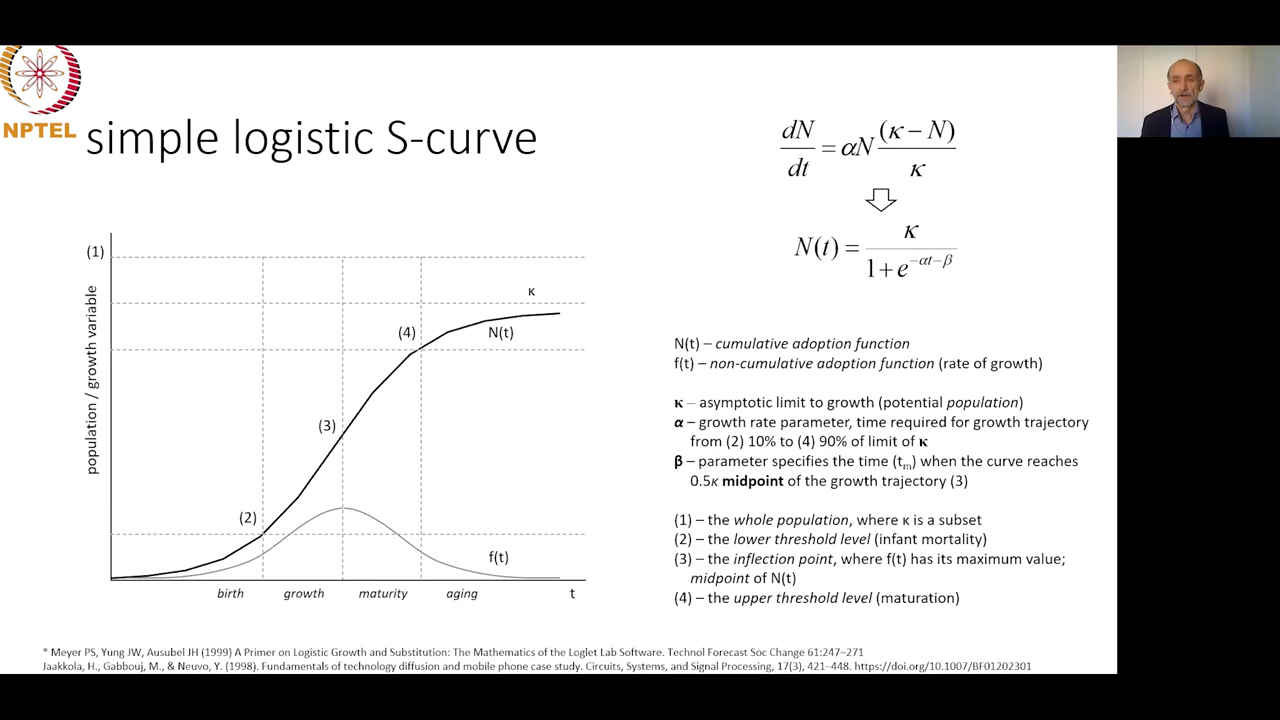 NPTEL
simple logistic S-curve
dN/dt = αN (κ − N)/κ
N(t) = κ/(1 + e^{−αt−β})
(1)
κ
(4)
N(t)
(3)
(2)
f(t)
population / growth variable
birth growth maturity aging t
N(t) – cumulative adoption function
f(t) – non-cumulative adoption function (rate of growth)
κ – asymptotic limit to growth (potential population)
α – growth rate parameter, time required for growth trajectory
from (2) 10% to (4) 90% of limit of κ
β – parameter specifies the time (tm) when the curve reaches
0.5κ midpoint of the growth trajectory (3)
(1) – the whole population, where κ is a subset
(2) – the lower threshold level (infant mortality)
(3) – the inflection point, where f(t) has its maximum value;
midpoint of N(t)
(4) – the upper threshold level (maturation)
* Meyer PS, Yung JW, Ausubel JH (1999) A Primer on Logistic Growth and Substitution: The Mathematics of the Loglet Lab Software. Technol Forecast Soc Change 61:247–271
Jaakkola, H., Gabbouj, M., & Neuvo, Y. (1998). Fundamentals of technology diffusion and mobile phone case study. Circuits, Systems, and Signal Processing, 17(3), 421–448. https://doi.org/10.1007/BF01202301